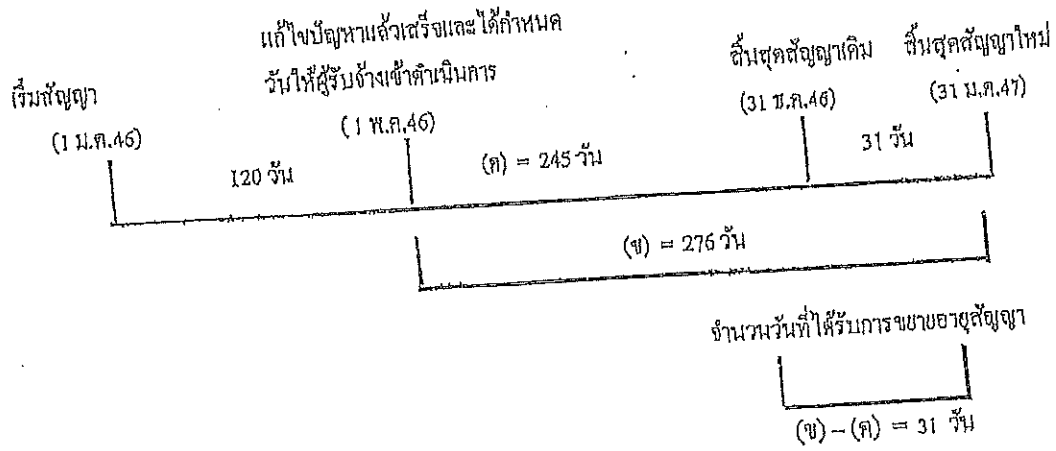 แก้ไขปัญหาแล้วเสร็จและได้กำหนด
วันให้ผู้รับจ้างเข้าดำเนินการ
เริ่มสัญญา
(1 ม.ค.46)
(1 พ.ค.46)
สิ้นสุดสัญญาเดิม
(31 ธ.ค.46)
สิ้นสุดสัญญาใหม่
(31 ม.ค.47)
120 วัน
(ค) = 245 วัน
31 วัน
(ข) = 276 วัน
จำนวนวันที่ได้รับการขยายอายุสัญญา
(ข) – (ค) = 31 วัน